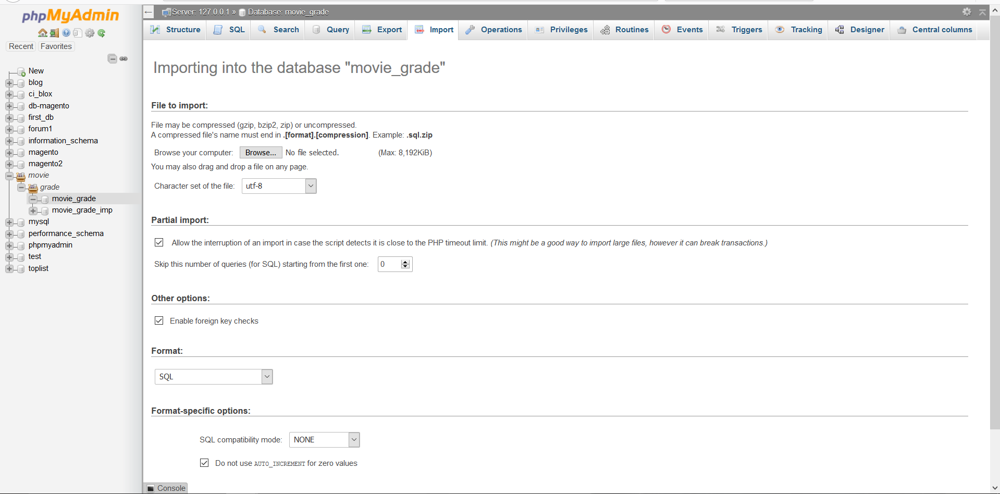 phpMyAdmin
Recent Favorites
New
blog
ci_blox
db-magento
first_db
forum1
information_schema
magento
magento2
movie
grade
movie_grade
movie_grade_imp
mysql
performance_schema
phpmyadmin
test
toplist
Server: 127.0.0.1 » Database: movie_grade
Structure SQL Search Query Export Import Operations Privileges Routines Events Triggers Tracking Designer Central columns
Importing into the database "movie_grade"
File to import:
File may be compressed (gzip, bzip2, zip) or uncompressed.
A compressed file's name must end in .[format].[compression]. Example: .sql.zip
Browse your computer: Browse... No file selected. (Max: 8,192KiB)
You may also drag and drop a file on any page.
Character set of the file: utf-8
Partial import:
Allow the interruption of an import in case the script detects it is close to the PHP timeout limit. (This might be a good way to import large files, however it can break transactions.)
Skip this number of queries (for SQL) starting from the first one: 0
Other options:
Enable foreign key checks
Format:
SQL
Format-specific options:
SQL compatibility mode: NONE
Do not use AUTO_INCREMENT for zero values
Console